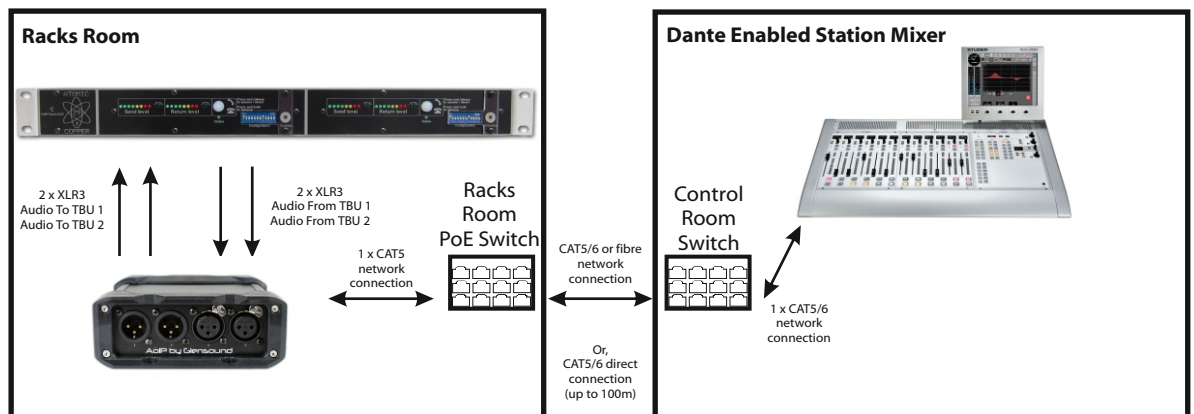 Racks Room
ATOMIC
COPPER
Send level
Return level
Send level
Return level
2 x XLR3
Audio To TBU 1
Audio To TBU 2
2 x XLR3
Audio From TBU 1
Audio From TBU 2
1 x CAT5
network
connection
Racks
Room
PoE Switch
AoIP by Glensound
CAT5/6 or fibre
network
connection
Or,
CAT5/6 direct
connection
(up to 100m)
Dante Enabled Station Mixer
STUDER
Control
Room
Switch
1 x CAT5/6
network
connection